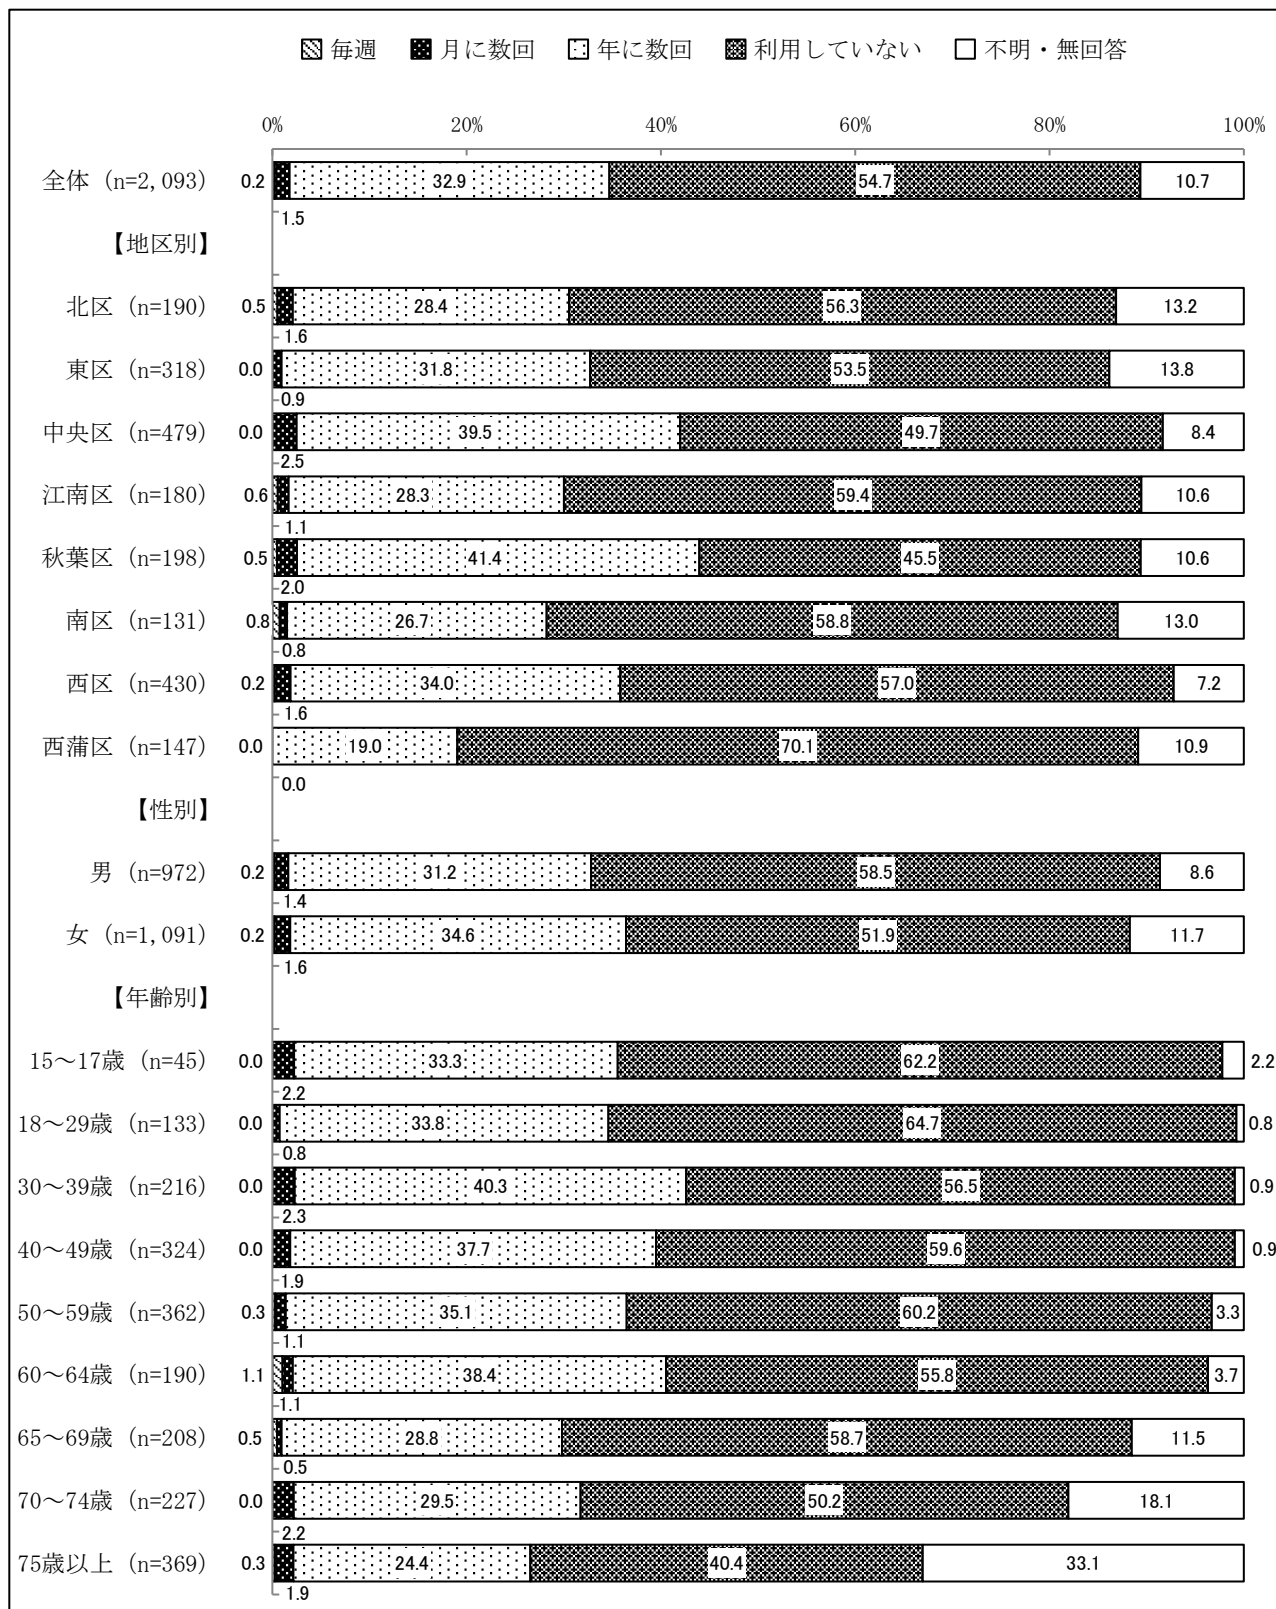 毎週 月に数回 年に数回 利用していない 不明・無回答
0% 20% 40% 60% 80% 100%
全体 (n=2,093) 0.2 32.9 54.7 10.7
1.5
【地区別】
北区 (n=190) 0.5 28.4 56.3 13.2
1.6
東区 (n=318) 0.0 31.8 53.5 13.8
0.9
中央区 (n=479) 0.0 39.5 49.7 8.4
2.5
江南区 (n=180) 0.6 28.3 59.4 10.6
1.1
秋葉区 (n=198) 0.5 41.4 45.5 10.6
2.0
南区 (n=131) 0.8 26.7 58.8 13.0
0.8
西区 (n=430) 0.2 34.0 57.0 7.2
1.6
西蒲区 (n=147) 0.0 19.0 70.1 10.9
0.0
【性別】
男 (n=972) 0.2 31.2 58.5 8.6
1.4
女 (n=1,091) 0.2 34.6 51.9 11.7
1.6
【年齢別】
15～17歳 (n=45) 0.0 33.3 62.2 2.2
2.2
18～29歳 (n=133) 0.0 33.8 64.7 0.8
0.8
30～39歳 (n=216) 0.0 40.3 56.5 0.9
2.3
40～49歳 (n=324) 0.0 37.7 59.6 0.9
1.9
50～59歳 (n=362) 0.3 35.1 60.2 3.3
1.1
60～64歳 (n=190) 1.1 38.4 55.8 3.7
1.1
65～69歳 (n=208) 0.5 28.8 58.7 11.5
0.5
70～74歳 (n=227) 0.0 29.5 50.2 18.1
2.2
75歳以上 (n=369) 0.3 24.4 40.4 33.1
1.9